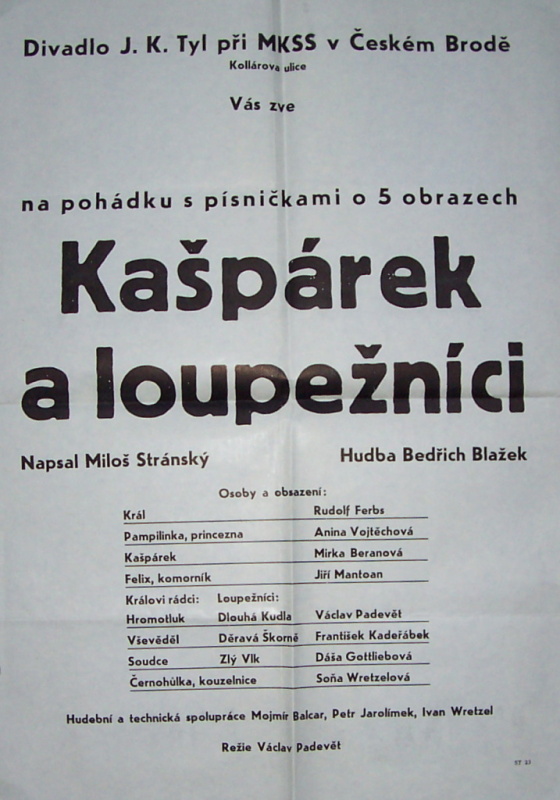 Divadlo J. K. Tyl při MKSS v Českém Brodě
Kollárova ulice
Vás zve
na pohádku s písničkami o 5 obrazech
Kašpárek
a loupežníci
Napsal Miloš Stránský Hudba Bedřich Blažek
Osoby a obsazení:
Král Rudolf Ferbs
Pampilinka, princezna Anina Vojtěchová
Kašpárek Mirka Beranová
Felix, komorník Jiří Mantoan
Královi rádci: Loupežníci:
Hromotluk Dlouhá Kudla Václav Padevět
Vševěděl Děravá Škorně František Kadeřábek
Soudce Zlý Vlk Dáša Gottliebová
Černohůlka, kouzelnice Soňa Wretzelová
Hudební a technická spolupráce Mojmír Balcar, Petr Jarolímek, Ivan Wretzel
Režie Václav Padevět